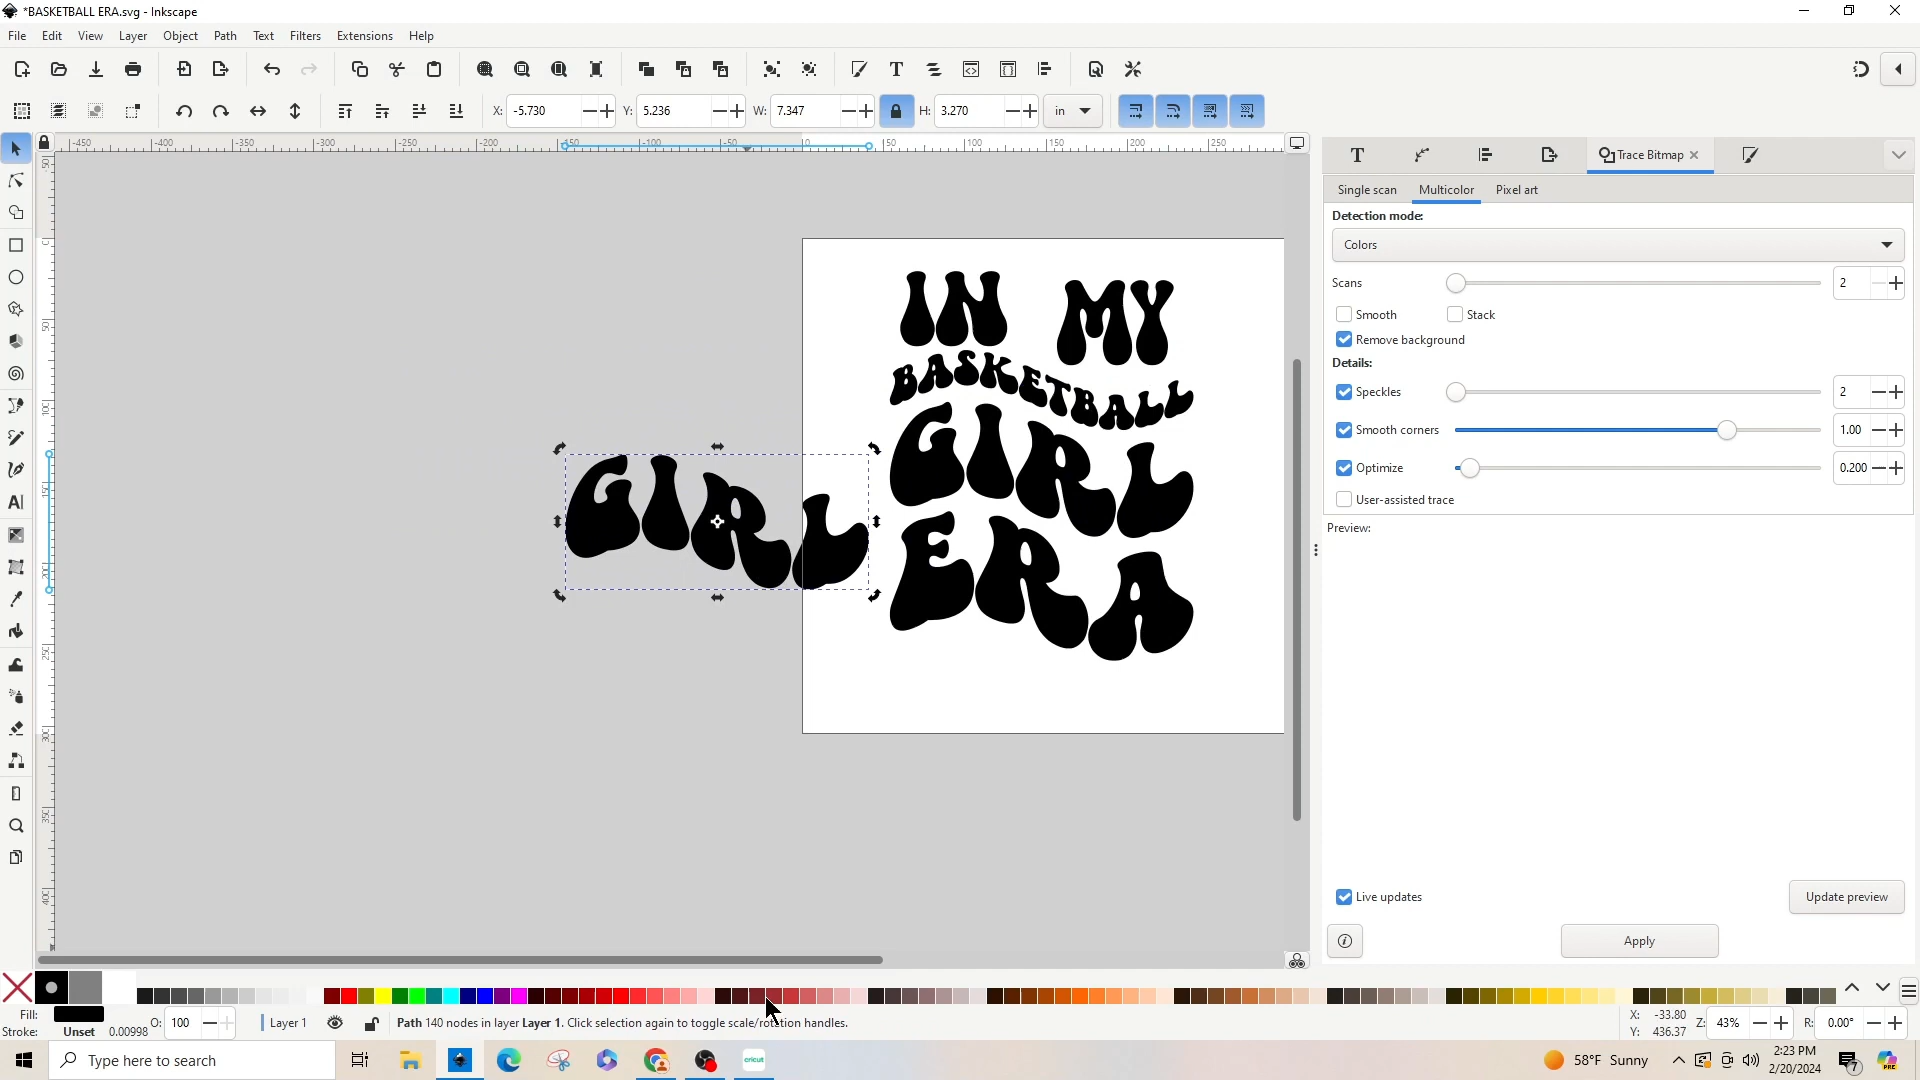 *BASKETBALL ERA.svg - Inkscape
File Edit View Layer Object Path Text Filters Extensions Help
X: -5.730 Y: 5.236 W: 7.347 H: 3.270 in
Trace Bitmap
Single scan Multicolor Pixel art
Detection mode:
Colors
Scans 2
Smooth Stack
Remove background
Details:
Speckles 2
Smooth corners 1.00
Optimize 0.200
User-assisted trace
Preview:
IN MY
BASKETBALL
GIRL
ERA
GIRL
Live updates Update preview
Apply
Fill:
Stroke: Unset 0.00998
O: 100
Layer 1
Path 140 nodes in layer Layer 1. Click selection again to toggle scale/rotation handles.
X: -33.80
Y: 436.37
Z: 43%
R: 0.00°
Type here to search
cricut
58°F Sunny
2:23 PM
2/20/2024
7
PRE